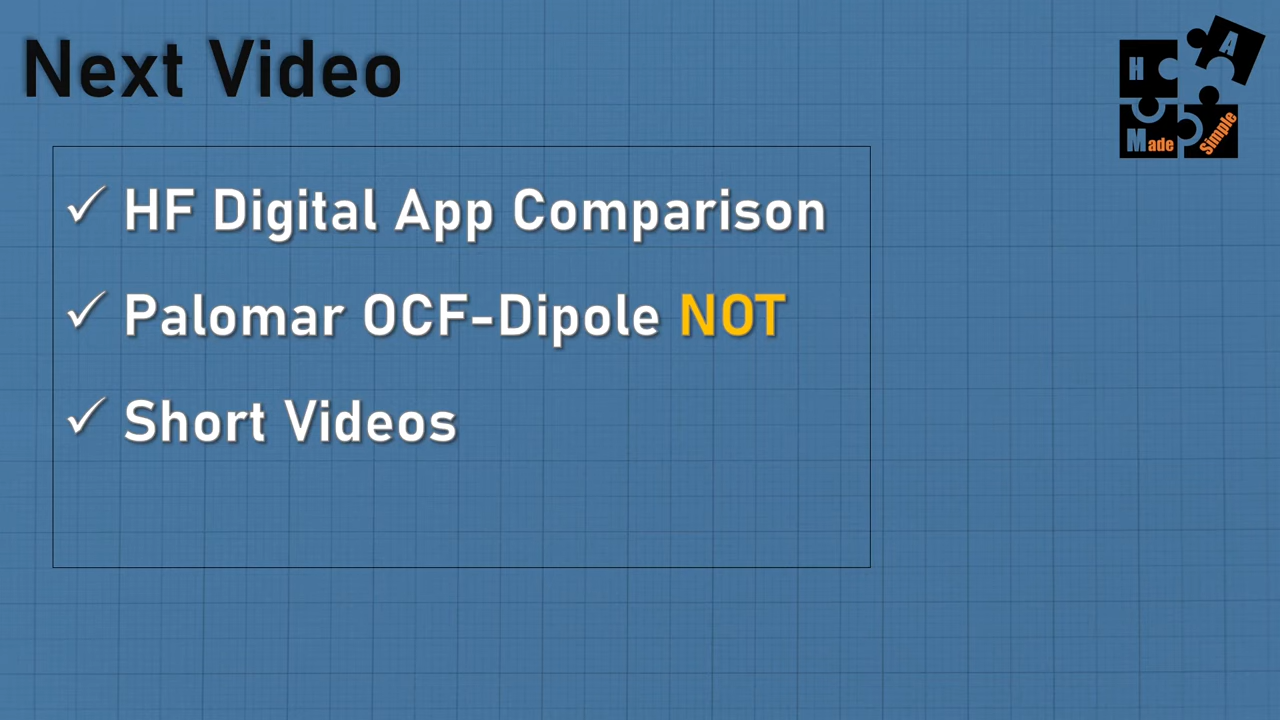 Next Video
H
A
Made
Simple
✓ HF Digital App Comparison
✓ Palomar OCF-Dipole NOT
✓ Short Videos